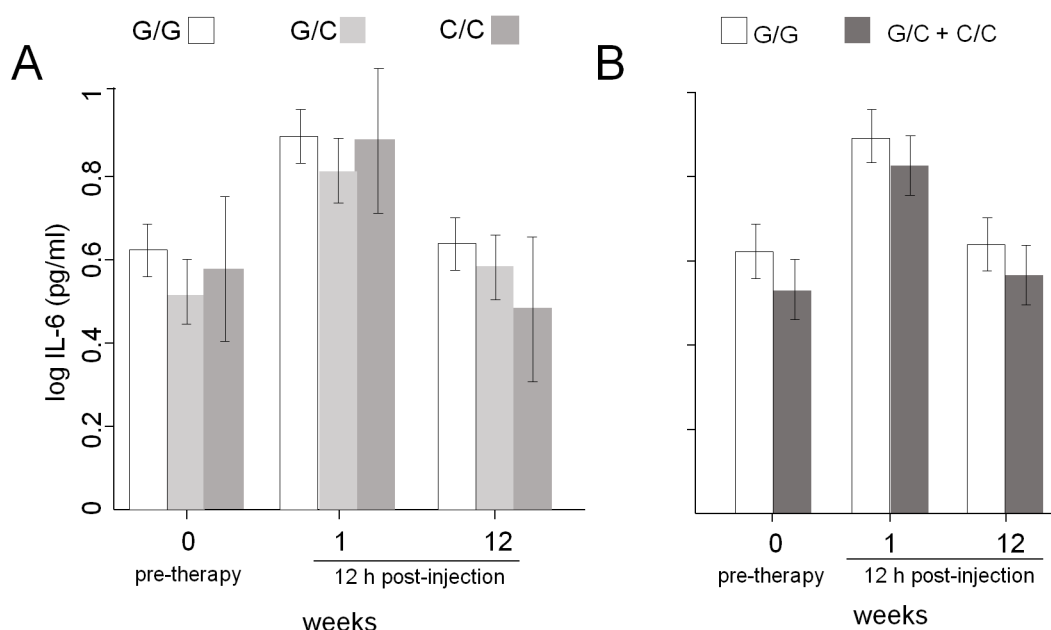 G/G G/C C/C
A
1
0.8
0.6
0.4
0.2
0
log IL-6 (pg/ml)
0 1 12
pre-therapy 12 h post-injection
weeks
G/G G/C + C/C
B
0 1 12
pre-therapy 12 h post-injection
weeks